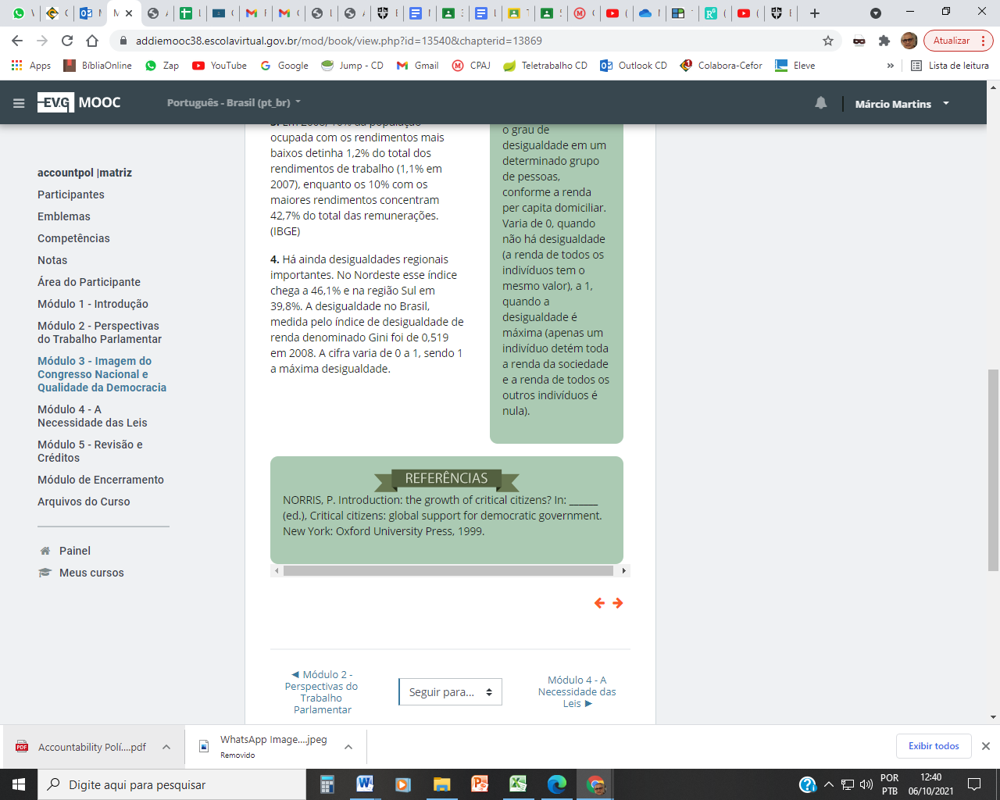 addiemooc38.escolavirtual.gov.br/mod/book/view.php?id=13540&chapterid=13869
Atualizar
Apps
BíbliaOnline
Zap
YouTube
Google
Jump - CD
Gmail
CPAJ
Teletrabalho CD
Outlook CD
Colabora-Cefor
Eleve
»
Lista de leitura
EV.G MOOC
Português - Brasil (pt_br)
Márcio Martins
accountpol |matriz
Participantes
Emblemas
Competências
Notas
Área do Participante
Módulo 1 - Introdução
Módulo 2 - Perspectivas
do Trabalho Parlamentar
Módulo 3 - Imagem do
Congresso Nacional e
Qualidade da Democracia
Módulo 4 - A
Necessidade das Leis
Módulo 5 - Revisão e
Créditos
Módulo de Encerramento
Arquivos do Curso
Painel
Meus cursos
3. Em 2008, 10% da população
ocupada com os rendimentos mais
baixos detinha 1,2% do total dos
rendimentos de trabalho (1,1% em
2007), enquanto os 10% com os
maiores rendimentos concentram
42,7% do total das remunerações.
(IBGE)
4. Há ainda desigualdades regionais
importantes. No Nordeste esse índice
chega a 46,1% e na região Sul em
39,8%. A desigualdade no Brasil,
medida pelo índice de desigualdade de
renda denominado Gini foi de 0,519
em 2008. A cifra varia de 0 a 1, sendo 1
a máxima desigualdade.
o grau de
desigualdade em um
determinado grupo
de pessoas,
conforme a renda
per capita domiciliar.
Varia de 0, quando
não há desigualdade
(a renda de todos os
indivíduos tem o
mesmo valor), a 1,
quando a
desigualdade é
máxima (apenas um
indivíduo detém toda
a renda da sociedade
e a renda de todos os
outros indivíduos é
nula).
REFERÊNCIAS
NORRIS, P. Introduction: the growth of critical citizens? In: ______
(ed.), Critical citizens: global support for democratic government.
New York: Oxford University Press, 1999.
◄ Módulo 2 -
Perspectivas do
Trabalho
Parlamentar
Seguir para...
Módulo 4 - A
Necessidade das
Leis ►
Accountability Polí....pdf
WhatsApp Image....jpeg
Removido
Exibir todos
Digite aqui para pesquisar
POR
PTB
12:40
06/10/2021